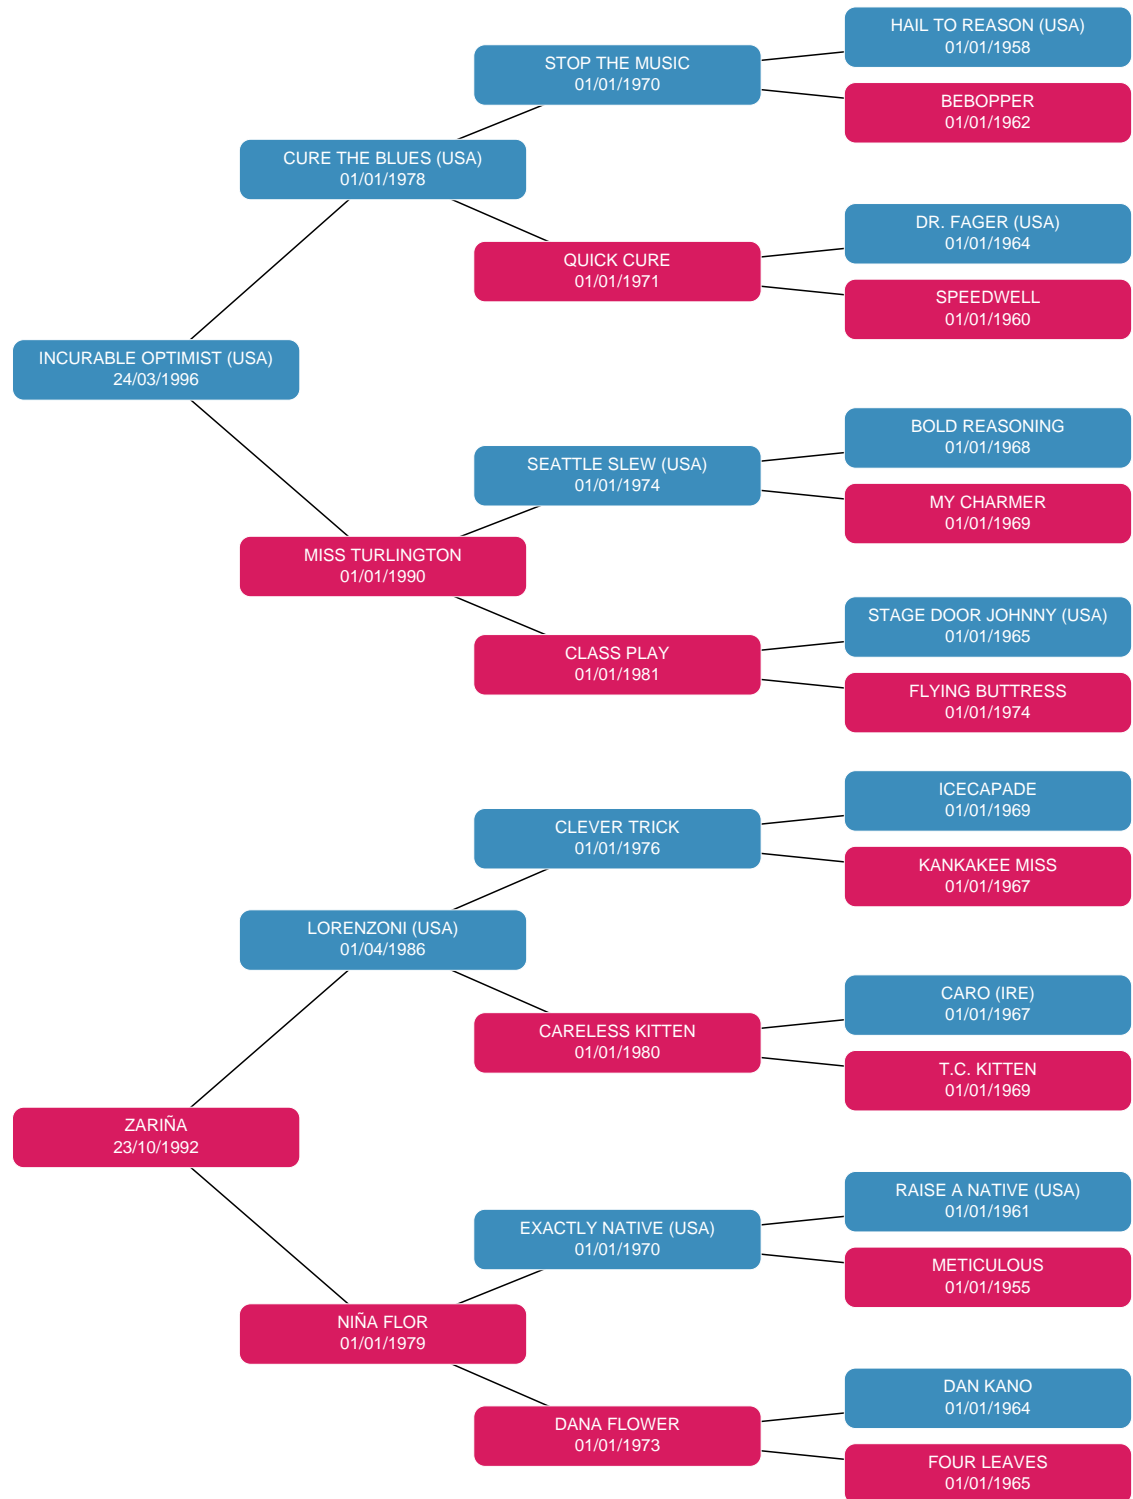 HAIL TO REASON (USA)
01/01/1958
STOP THE MUSIC
01/01/1970
BEBOPPER
01/01/1962
CURE THE BLUES (USA)
01/01/1978
DR. FAGER (USA)
01/01/1964
QUICK CURE
01/01/1971
SPEEDWELL
01/01/1960
INCURABLE OPTIMIST (USA)
24/03/1996
BOLD REASONING
01/01/1968
SEATTLE SLEW (USA)
01/01/1974
MY CHARMER
01/01/1969
MISS TURLINGTON
01/01/1990
STAGE DOOR JOHNNY (USA)
01/01/1965
CLASS PLAY
01/01/1981
FLYING BUTTRESS
01/01/1974
ICECAPADE
01/01/1969
CLEVER TRICK
01/01/1976
KANKAKEE MISS
01/01/1967
LORENZONI (USA)
01/04/1986
CARO (IRE)
01/01/1967
CARELESS KITTEN
01/01/1980
T.C. KITTEN
01/01/1969
ZARIÑA
23/10/1992
RAISE A NATIVE (USA)
01/01/1961
EXACTLY NATIVE (USA)
01/01/1970
METICULOUS
01/01/1955
NIÑA FLOR
01/01/1979
DAN KANO
01/01/1964
DANA FLOWER
01/01/1973
FOUR LEAVES
01/01/1965